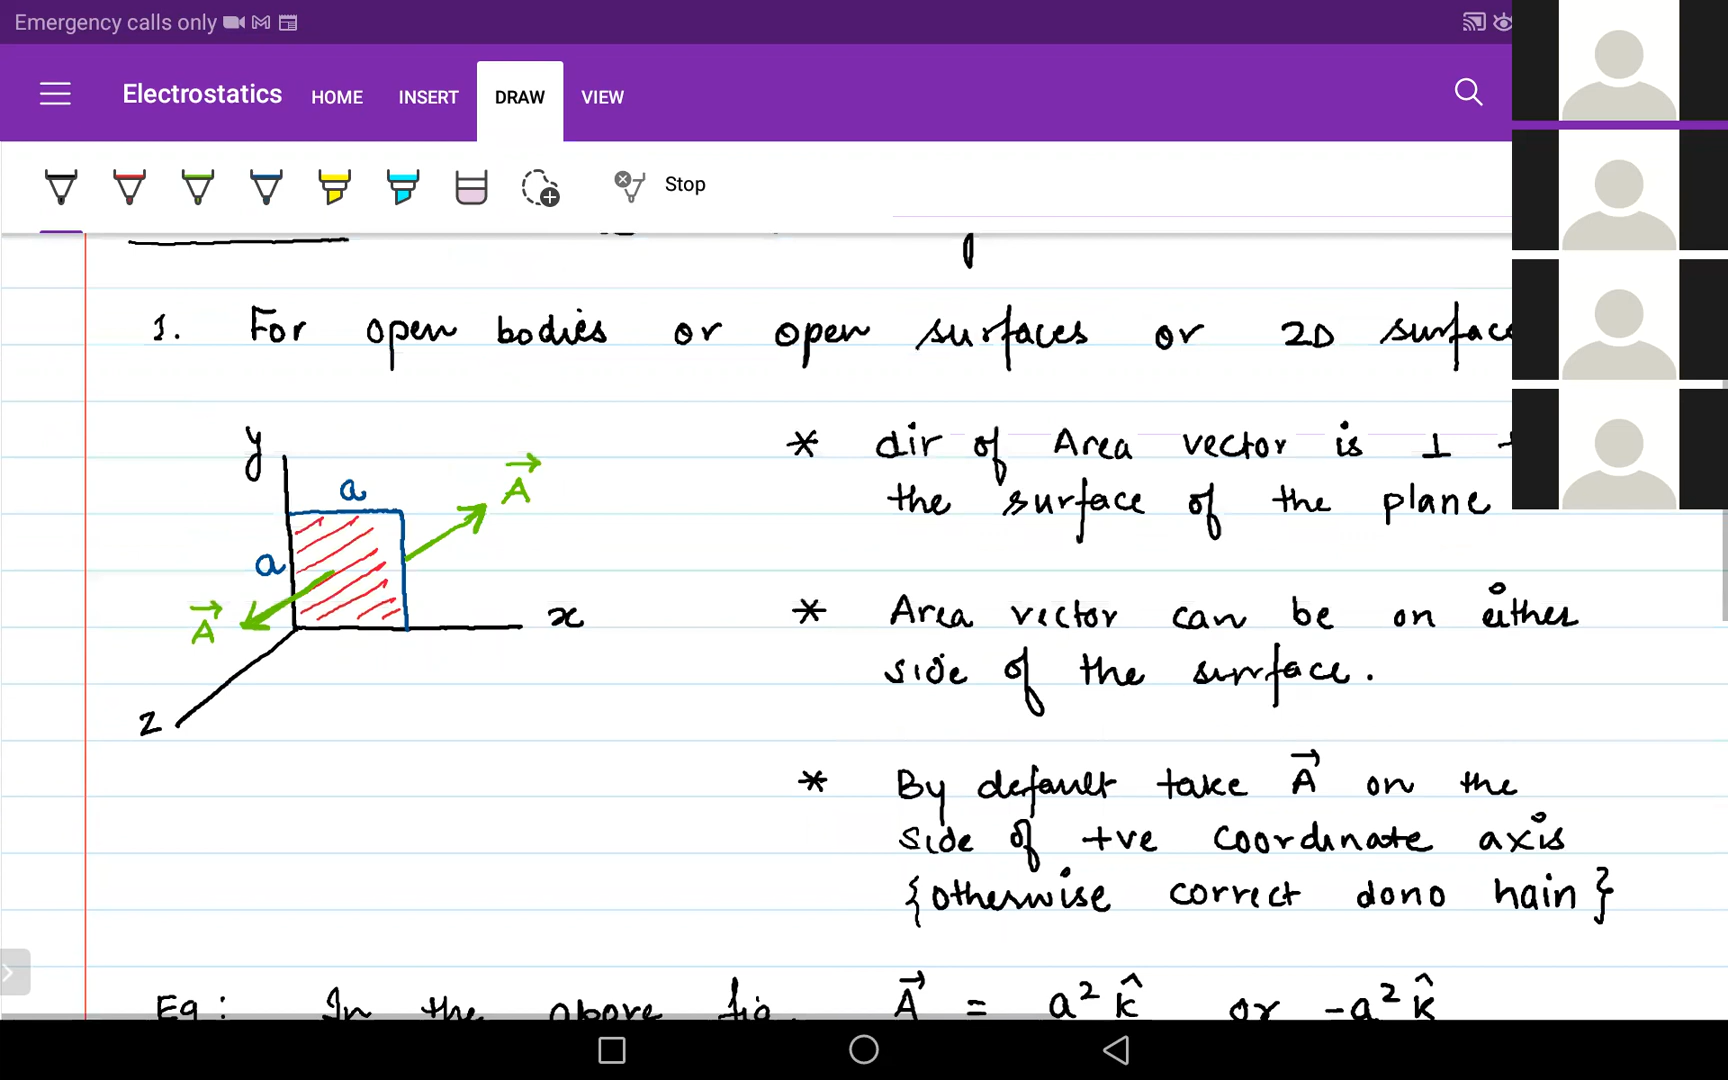 Emergency calls only
Electrostatics HOME INSERT DRAW VIEW
Stop
1. For open bodies or open surfaces or 2D
y
a
A⃗
a
A⃗
x
z
* dir of Area vector is ⊥
the surface of the plane
* Area vector can be on either
side of the surface.
* By default take A⃗ on the
side of +ve coordinate axis
{otherwise correct dono hain}
Eg: In the above fig. A⃗ = a² k̂ or -a² k̂